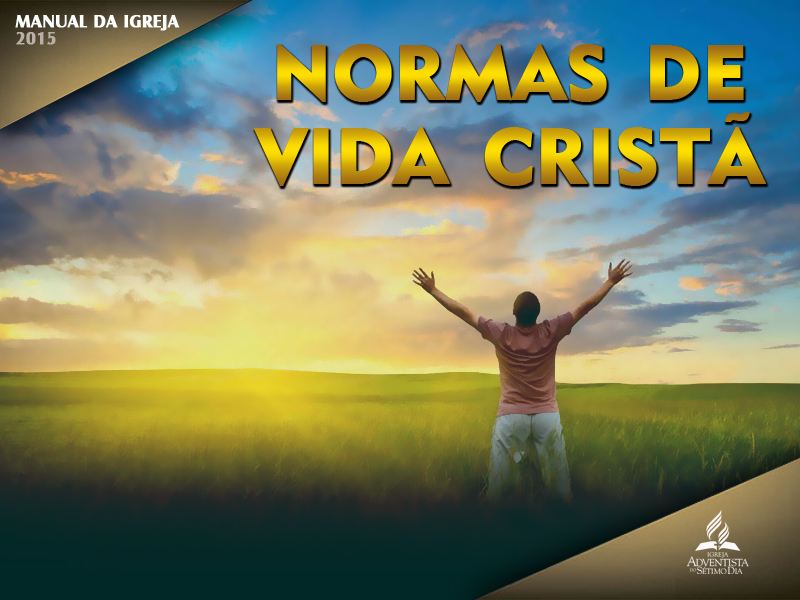 MANUAL DA IGREJA
2015
NORMAS DE
VIDA CRISTÃ
IGREJA
ADVENTISTA
DO SÉTIMO DIA